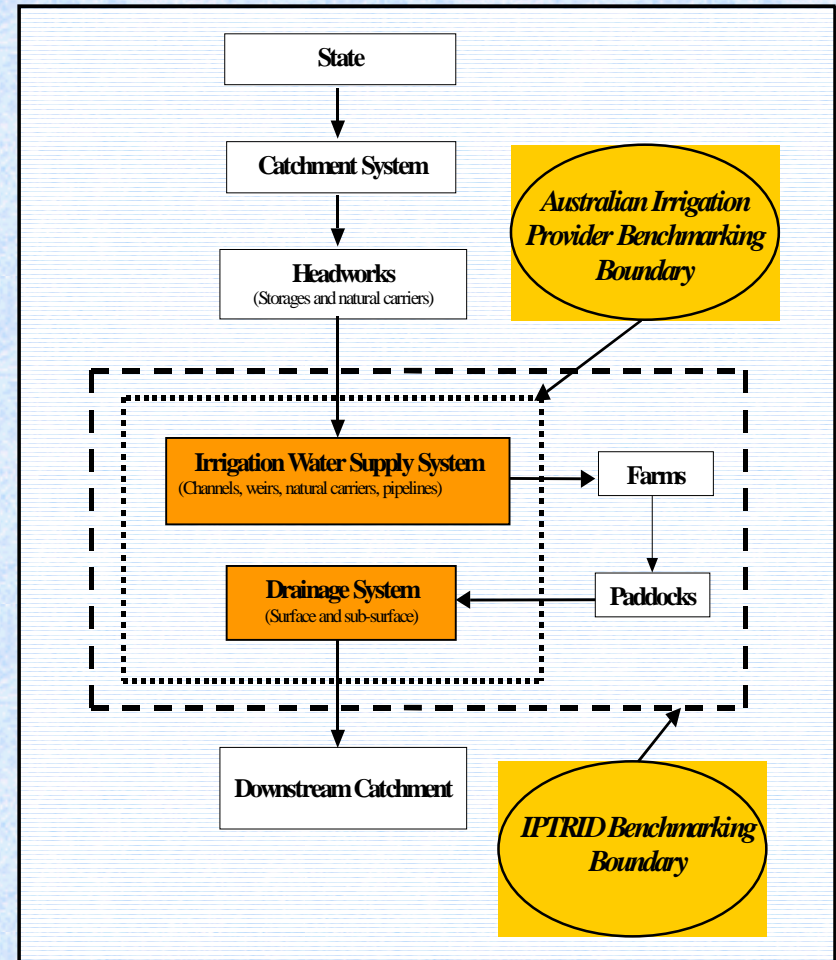 State
Catchment System
Headworks
(Storages and natural carriers)
Australian Irrigation
Provider Benchmarking
Boundary
Irrigation Water Supply System
(Channels, weirs, natural carriers, pipelines)
Farms
Drainage System
(Surface and sub-surface)
Paddocks
Downstream Catchment
IPTRID Benchmarking
Boundary